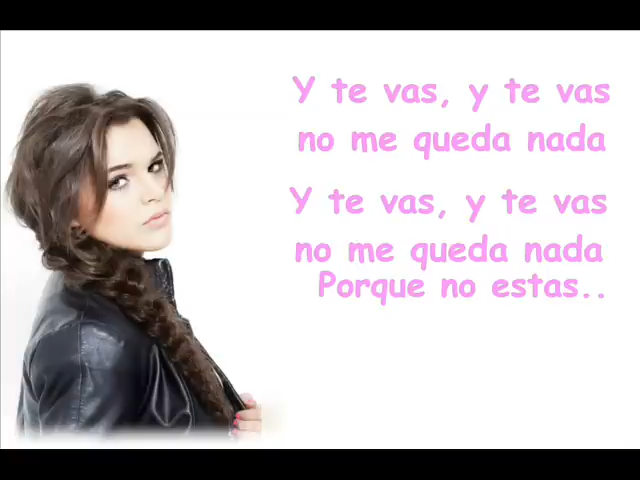 Y te vas, y te vas
no me queda nada
Y te vas, y te vas
no me queda nada
Porque no estas..